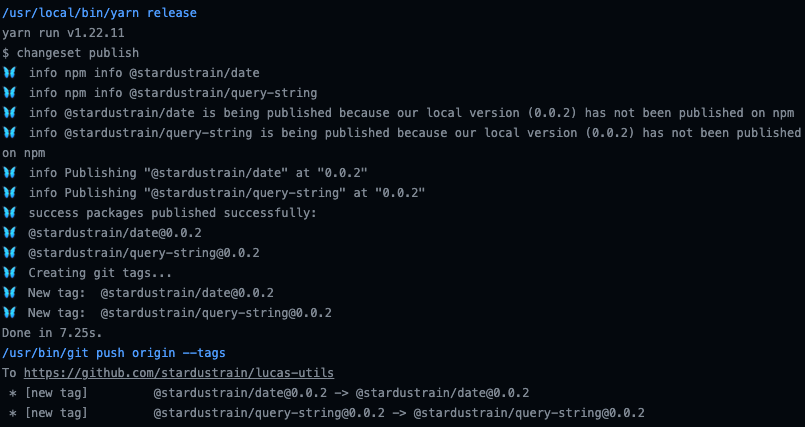 /usr/local/bin/yarn release
yarn run v1.22.11
$ changeset publish
🦋 info npm info @stardustrain/date
🦋 info npm info @stardustrain/query-string
🦋 info @stardustrain/date is being published because our local version (0.0.2) has not been published on npm
🦋 info @stardustrain/query-string is being published because our local version (0.0.2) has not been published
on npm
🦋 info Publishing "@stardustrain/date" at "0.0.2"
🦋 info Publishing "@stardustrain/query-string" at "0.0.2"
🦋 success packages published successfully:
🦋 @stardustrain/date@0.0.2
🦋 @stardustrain/query-string@0.0.2
🦋 Creating git tags...
🦋 New tag:  @stardustrain/date@0.0.2
🦋 New tag:  @stardustrain/query-string@0.0.2
Done in 7.25s.
/usr/bin/git push origin --tags
To https://github.com/stardustrain/lucas-utils
 * [new tag]         @stardustrain/date@0.0.2 -> @stardustrain/date@0.0.2
 * [new tag]         @stardustrain/query-string@0.0.2 -> @stardustrain/query-string@0.0.2